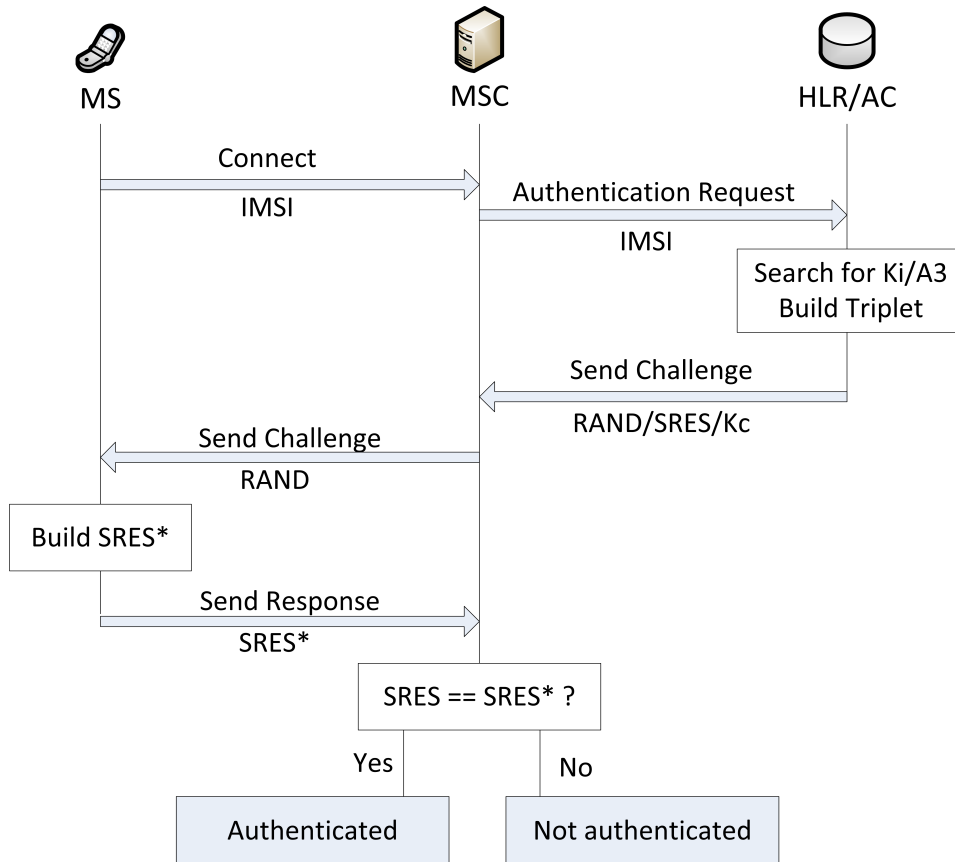 MS
MSC
HLR/AC
Connect
IMSI
Authentication Request
IMSI
Search for Ki/A3
Build Triplet
Send Challenge
RAND/SRES/Kc
Send Challenge
RAND
Build SRES*
Send Response
SRES*
SRES == SRES* ?
Yes
No
Authenticated
Not authenticated